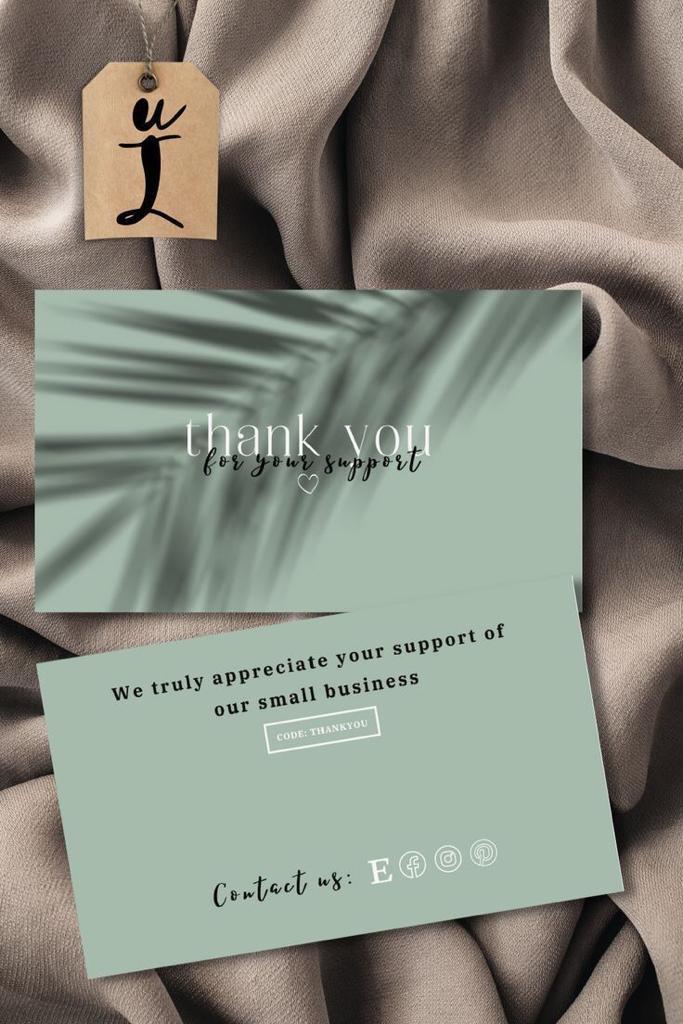 u
I
thank you
for your support
We truly appreciate your support of
our small business
CODE: THANKYOU
Contact us: E